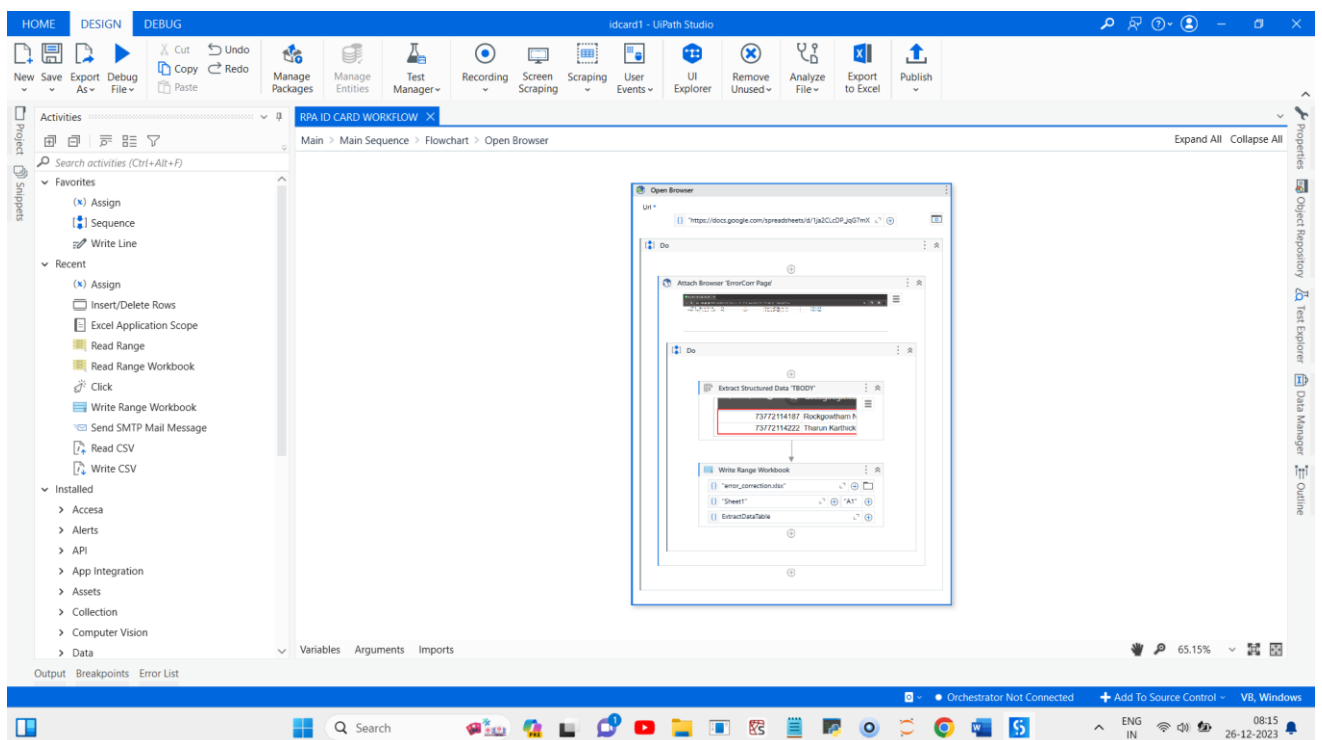 HOME DESIGN DEBUG idcard1 - UiPath Studio
Cut Undo
Copy Redo
Paste
New Save Export As Debug File Manage Packages Manage Entities Test Manager Recording Screen Scraping Scraping User Events UI Explorer Remove Unused Analyze File Export to Excel Publish
Activities
RPA ID CARD WORKFLOW
Main > Main Sequence > Flowchart > Open Browser
Expand All Collapse All
Project
Snippets
Search activities (Ctrl+Alt+F)
Favorites
Assign
Sequence
Write Line
Recent
Assign
Insert/Delete Rows
Excel Application Scope
Read Range
Read Range Workbook
Click
Write Range Workbook
Send SMTP Mail Message
Read CSV
Write CSV
Installed
Accesa
Alerts
API
App Integration
Assets
Collection
Computer Vision
Data
Open Browser
Url *
Do
Attach Browser 'ErrorCorr Page'
Do
Extract Structured Data 'TBODY'
73772114187 Rockgowtham N
73772114222 Tharun Karthick
Write Range Workbook
"error_correction.xlsx"
"Sheet1" "A1"
ExtractDataTable
Properties
Object Repository
Test Explorer
Data Manager
Outline
Variables Arguments Imports
65.15%
Output Breakpoints Error List
Orchestrator Not Connected Add To Source Control VB, Windows
Search
ENG
IN
08:15
26-12-2023